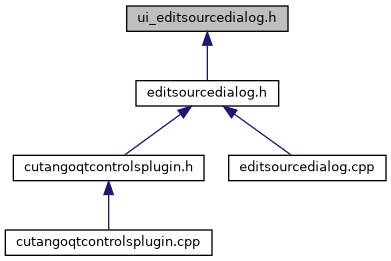 ui_editsourcedialog.h
editsourcedialog.h
cutangoqtcontrolsplugin.h
editsourcedialog.cpp
cutangoqtcontrolsplugin.cpp